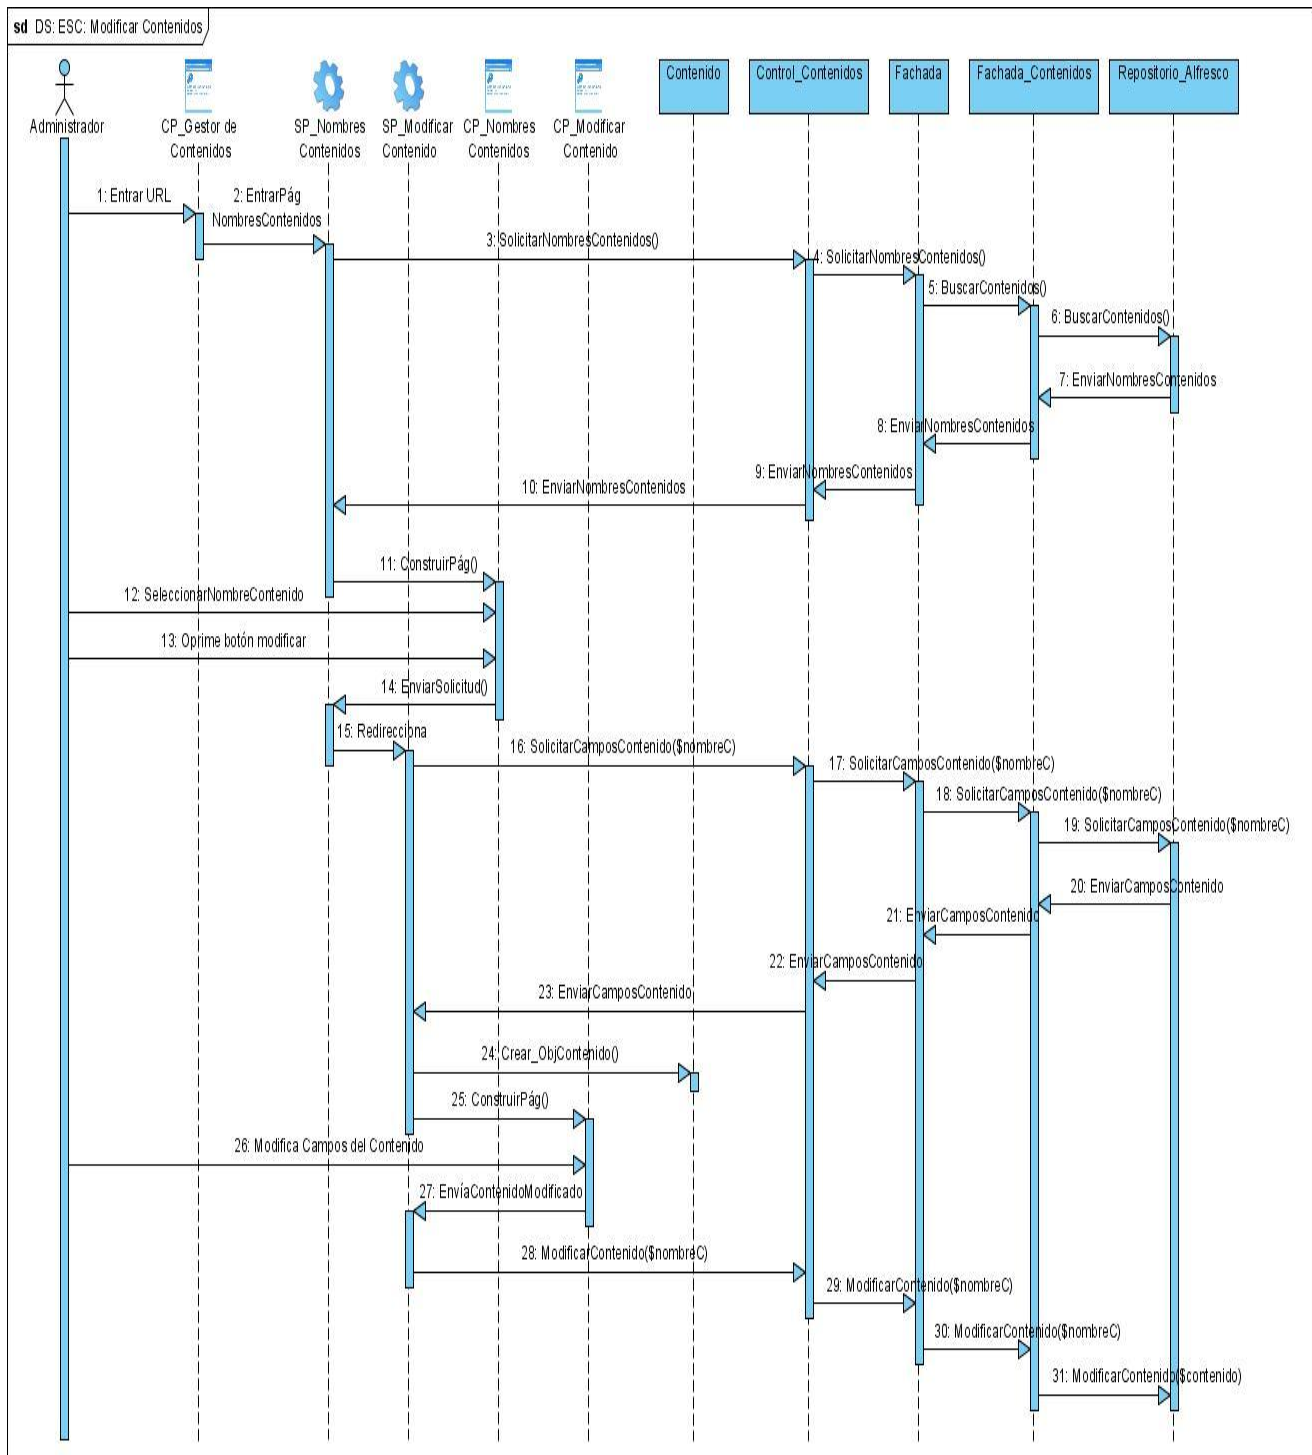 sd DS: ESC: Modificar Contenidos
Administrador
CP_Gestor de
Contenidos
SP_Nombres
Contenidos
SP_Modificar
Contenido
CP_Nombres
Contenidos
CP_Modificar
Contenido
Contenido
Control_Contenidos
Fachada
Fachada_Contenidos
Repositorio_Alfresco
1: Entrar URL
2: EntrarPág
NombresContenidos
3: SolicitarNombresContenidos()
4: SolicitarNombresContenidos()
5: BuscarContenidos()
6: BuscarContenidos()
7: EnviarNombresContenidos
8: EnviarNombresContenidos
9: EnviarNombresContenidos
10: EnviarNombresContenidos
11: ConstruirPág()
12: SeleccionarNombreContenido
13: Oprime botón modificar
14: EnviarSolicitud()
15: Redirecciona
16: SolicitarCamposContenido($nombreC)
17: SolicitarCamposContenido($nombreC)
18: SolicitarCamposContenido($nombreC)
19: SolicitarCamposContenido($nombreC)
20: EnviarCamposContenido
21: EnviarCamposContenido
22: EnviarCamposContenido
23: EnviarCamposContenido
24: Crear_ObjContenido()
25: ConstruirPág()
26: Modifica Campos del Contenido
27: EnvíaContenidoModificado
28: ModificarContenido($nombreC)
29: ModificarContenido($nombreC)
30: ModificarContenido($nombreC)
31: ModificarContenido($contenido)